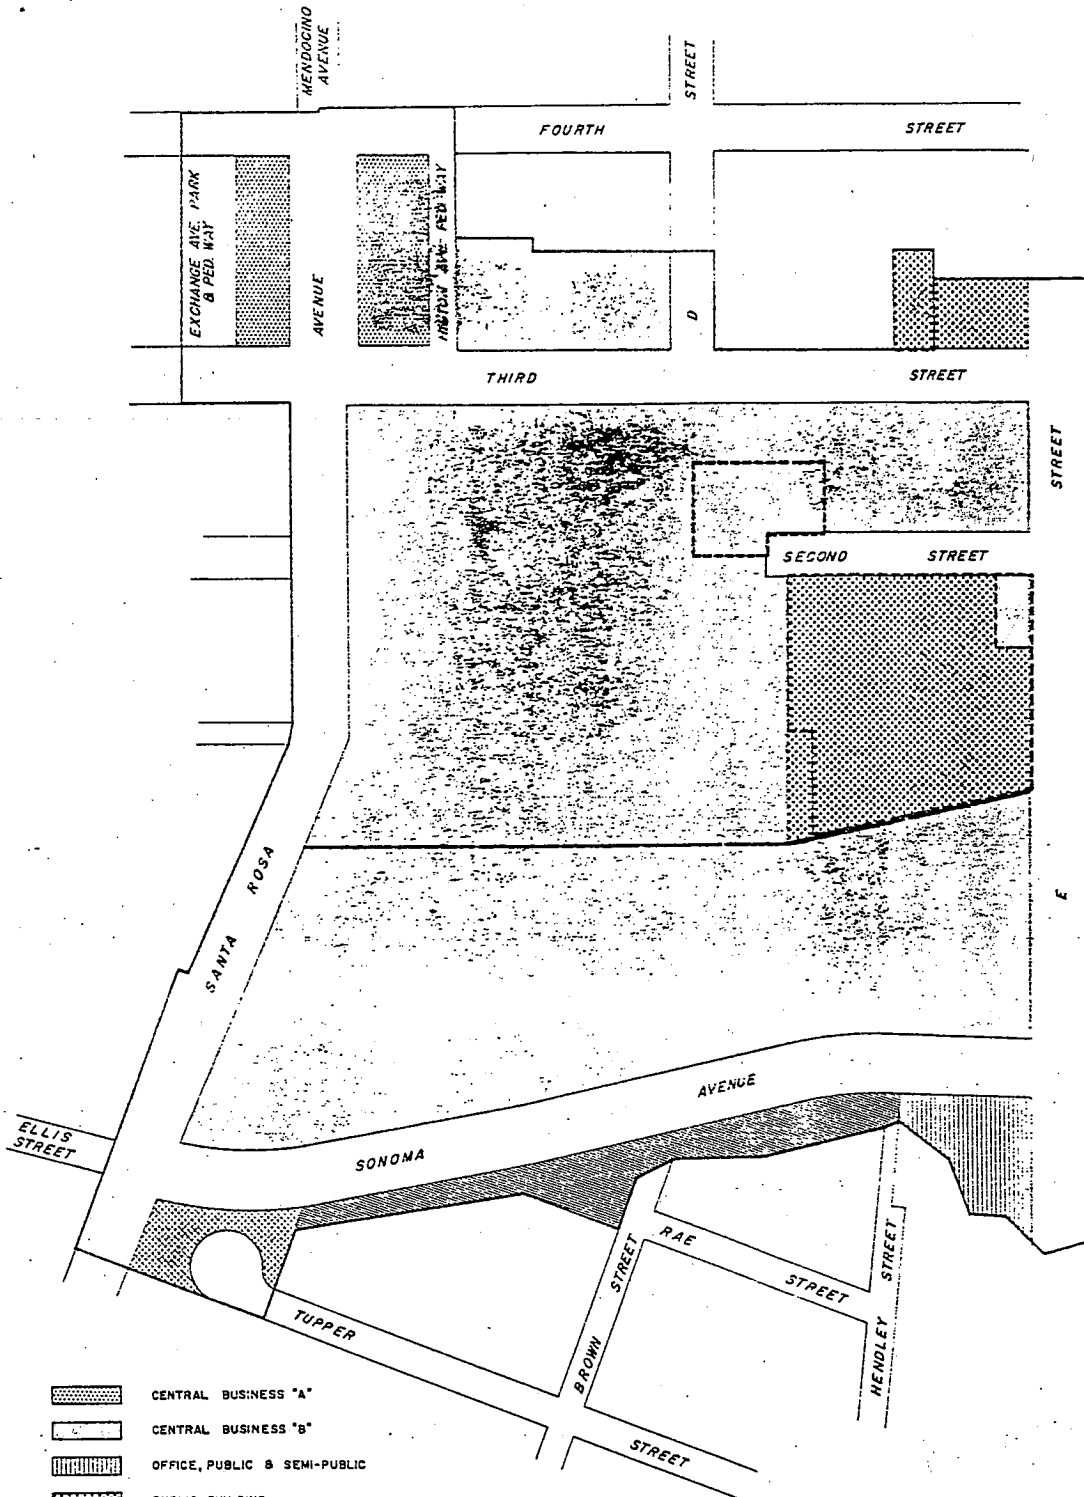 MENDOCINO
AVENUE
STREET
FOURTH STREET
EXCHANGE AVE. PARK
& PED. WAY
AVENUE
HINTON AVE. PED. WAY
D
THIRD STREET
STREET
SECOND STREET
SANTA ROSA
E
AVENUE
SONOMA
ELLIS
STREET
RAE STREET
BROWN STREET
HENDLEY STREET
TUPPER STREET
CENTRAL BUSINESS "A"
CENTRAL BUSINESS "B"
OFFICE, PUBLIC & SEMI-PUBLIC